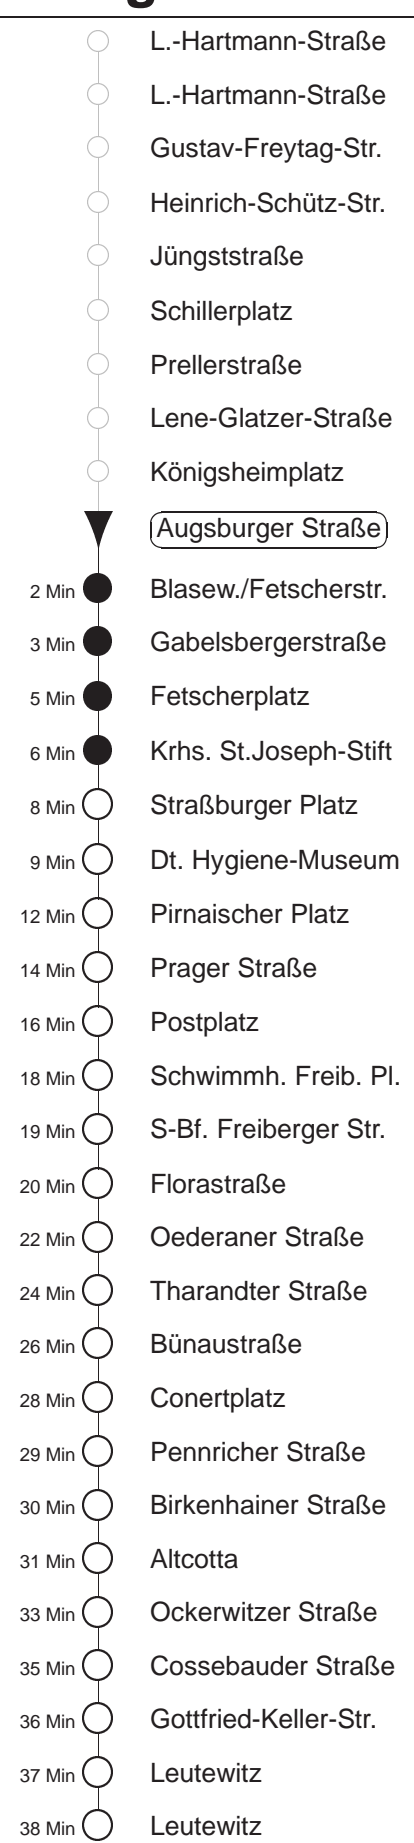 L.-Hartmann-Straße
L.-Hartmann-Straße
Gustav-Freytag-Str.
Heinrich-Schütz-Str.
Jüngststraße
Schillerplatz
Prellerstraße
Lene-Glatzer-Straße
Königsheimplatz
Augsburger Straße
2 Min Blasew./Fetscherstr.
3 Min Gabelsbergerstraße
5 Min Fetscherplatz
6 Min Krhs. St.Joseph-Stift
8 Min Straßburger Platz
9 Min Dt. Hygiene-Museum
12 Min Pirnaischer Platz
14 Min Prager Straße
16 Min Postplatz
18 Min Schwimmh. Freib. Pl.
19 Min S-Bf. Freiberger Str.
20 Min Florastraße
22 Min Oederaner Straße
24 Min Tharandter Straße
26 Min Bünaustraße
28 Min Conertplatz
29 Min Pennricher Straße
30 Min Birkenhainer Straße
31 Min Altcotta
33 Min Ockerwitzer Straße
35 Min Cossebauder Straße
36 Min Gottfried-Keller-Str.
37 Min Leutewitz
38 Min Leutewitz